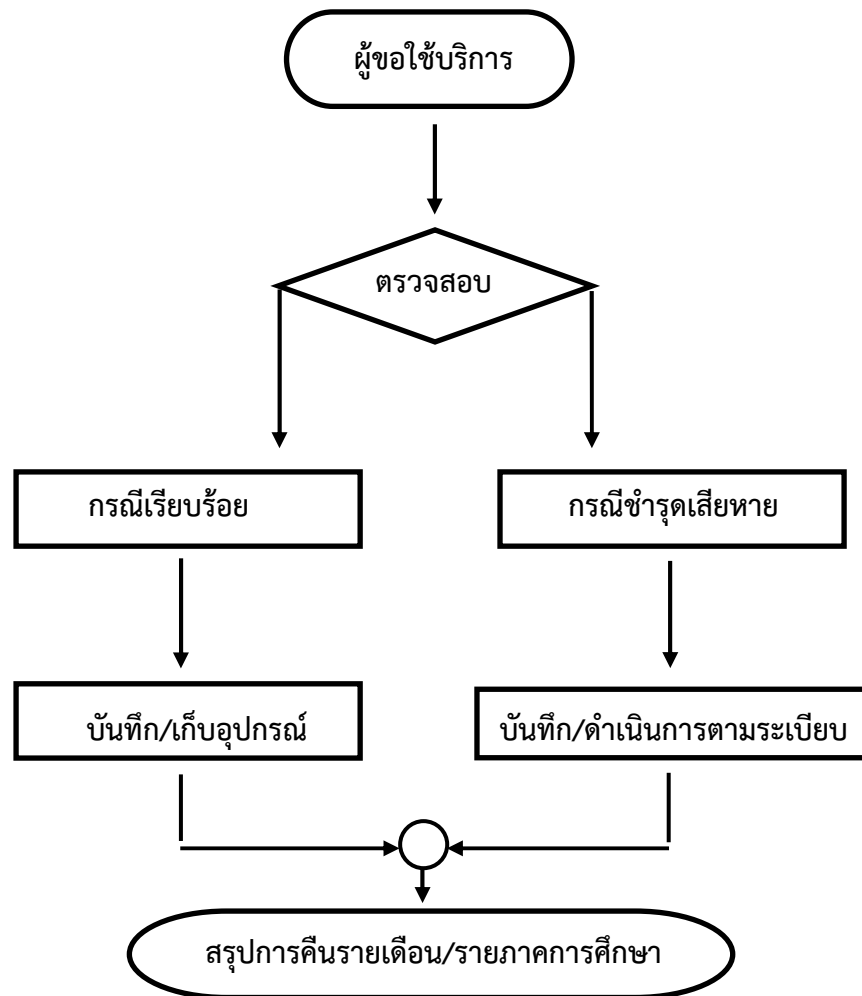 ผู้ขอใช้บริการ
ตรวจสอบ
กรณีเรียบร้อย
กรณีชำรุดเสียหาย
บันทึก/เก็บอุปกรณ์
บันทึก/ดำเนินการตามระเบียบ
สรุปการคืนรายเดือน/รายภาคการศึกษา